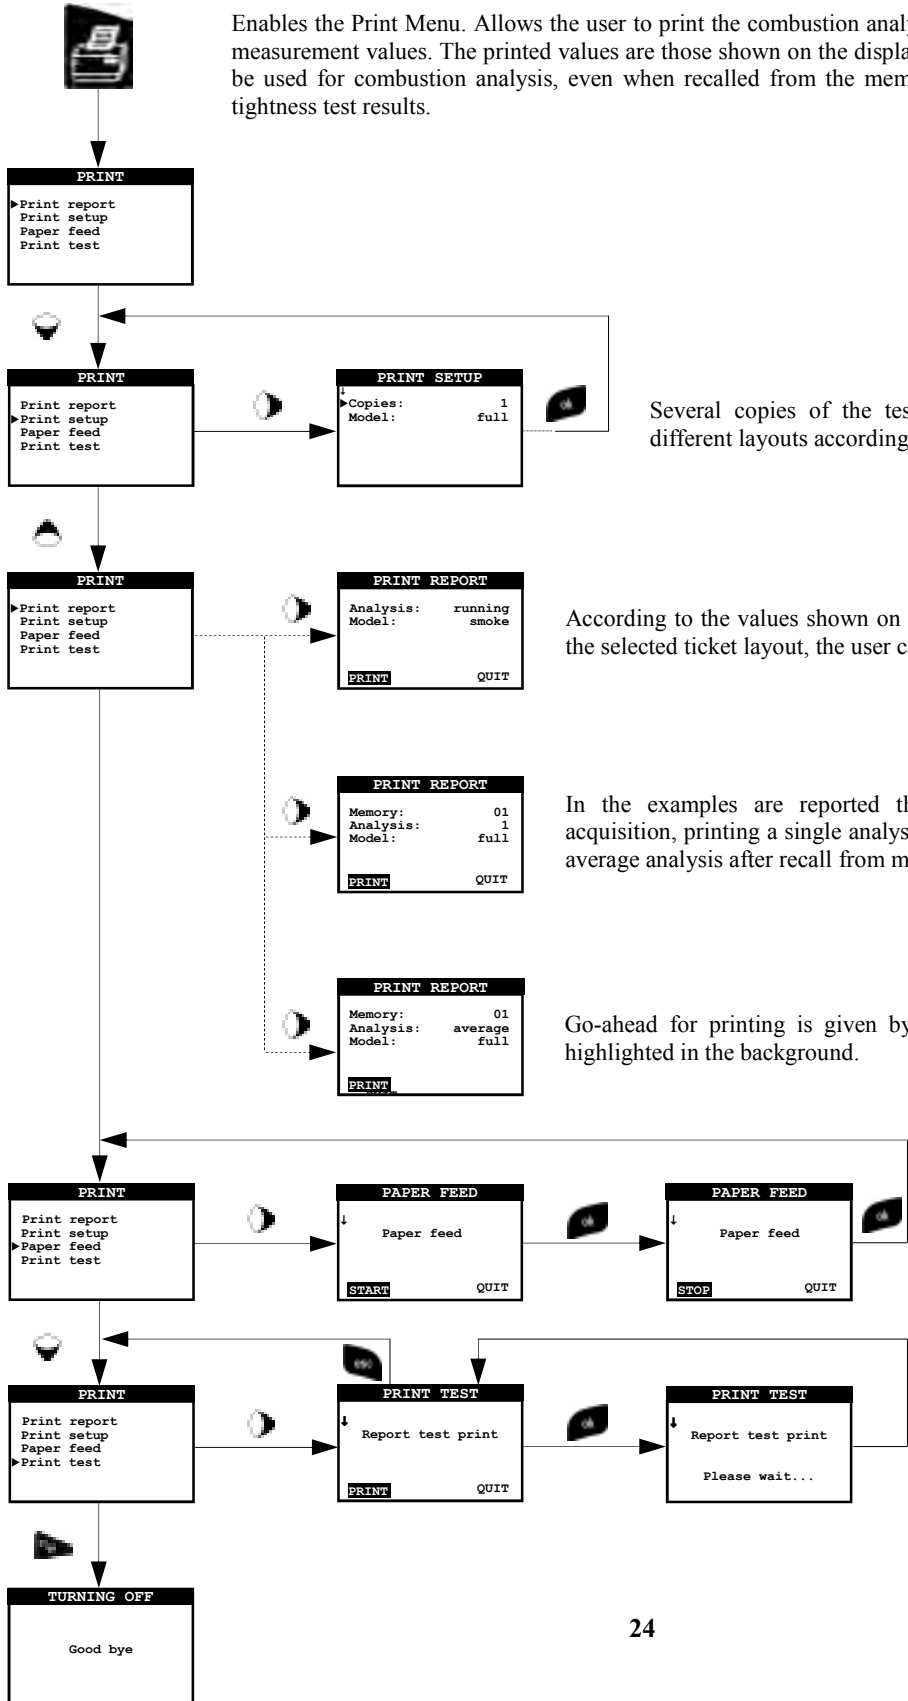 Enables the Print Menu. Allows the user to print the combustion analy
measurement values. The printed values are those shown on the displa
be used for combustion analysis, even when recalled from the mem
tightness test results.
PRINT
▶Print report
Print setup
Paper feed
Print test
PRINT
Print report
▶Print setup
Paper feed
Print test
PRINT SETUP
↓
▶Copies: 1
Model: full
ok
Several copies of the tes
different layouts according
PRINT
▶Print report
Print setup
Paper feed
Print test
PRINT REPORT
Analysis: running
Model: smoke
PRINT QUIT
According to the values shown on
the selected ticket layout, the user c
PRINT REPORT
Memory: 01
Analysis: 1
Model: full
PRINT QUIT
In the examples are reported th
acquisition, printing a single analys
average analysis after recall from m
PRINT REPORT
Memory: 01
Analysis: average
Model: full
PRINT
Go-ahead for printing is given by
highlighted in the background.
PRINT
Print report
Print setup
▶Paper feed
Print test
PAPER FEED
↓
Paper feed
START QUIT
ok
PAPER FEED
↓
Paper feed
STOP QUIT
ok
PRINT
Print report
Print setup
Paper feed
▶Print test
esc
PRINT TEST
↓
Report test print
PRINT QUIT
ok
PRINT TEST
↓
Report test print
Please wait...
TURNING OFF
Good bye
24